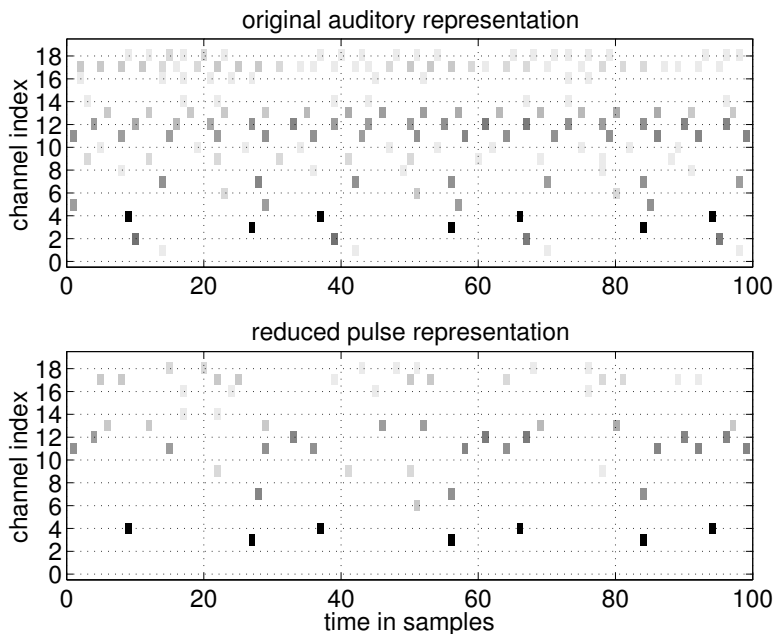 original auditory representation
channel index
18
16
14
12
10
8
6
4
2
0
0 20 40 60 80 100
reduced pulse representation
channel index
18
16
14
12
10
8
6
4
2
0
0 20 40 60 80 100
time in samples